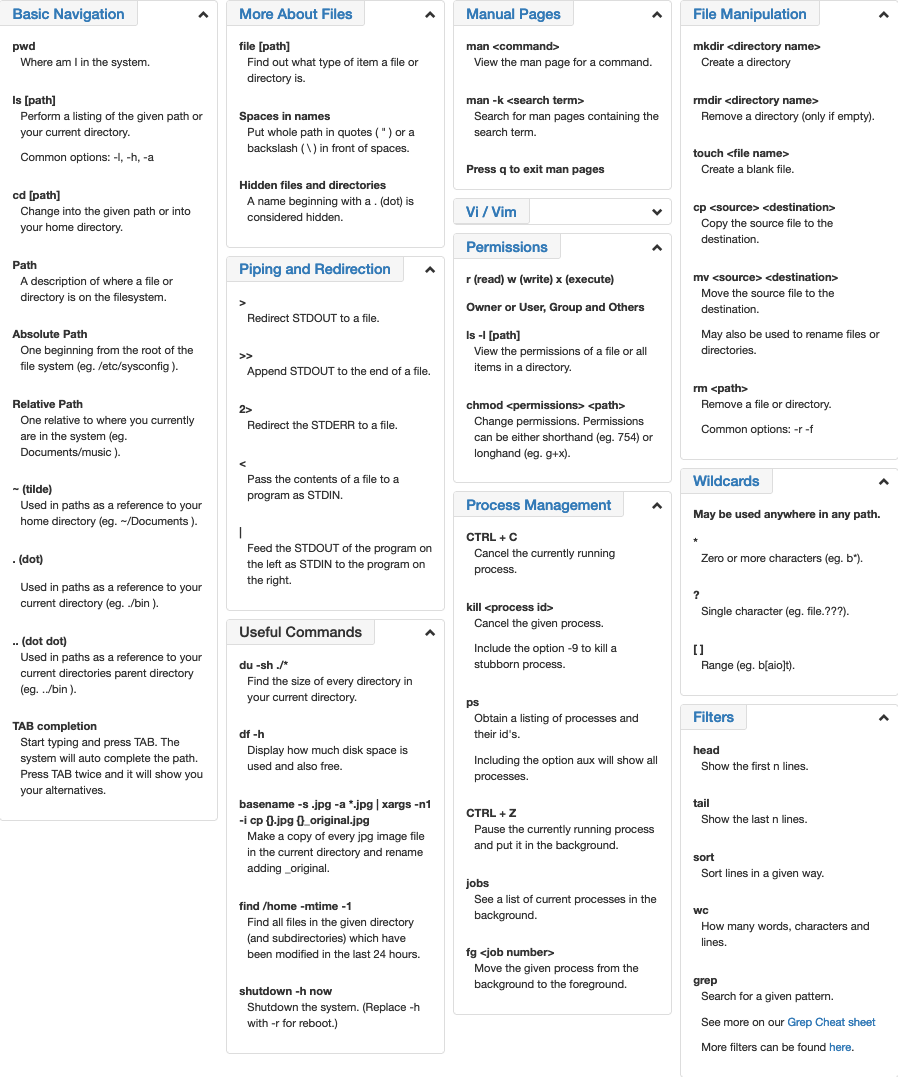 Basic Navigation
pwd
Where am I in the system.
ls [path]
Perform a listing of the given path or
your current directory.
Common options: -l, -h, -a
cd [path]
Change into the given path or into
your home directory.
Path
A description of where a file or
directory is on the filesystem.
Absolute Path
One beginning from the root of the
file system (eg. /etc/sysconfig ).
Relative Path
One relative to where you currently
are in the system (eg.
Documents/music ).
~ (tilde)
Used in paths as a reference to your
home directory (eg. ~/Documents ).
. (dot)
Used in paths as a reference to your
current directory (eg. ./bin ).
.. (dot dot)
Used in paths as a reference to your
current directories parent directory
(eg. ../bin ).
TAB completion
Start typing and press TAB. The
system will auto complete the path.
Press TAB twice and it will show you
your alternatives.
More About Files
file [path]
Find out what type of item a file or
directory is.
Spaces in names
Put whole path in quotes ( " ) or a
backslash ( \ ) in front of spaces.
Hidden files and directories
A name beginning with a . (dot) is
considered hidden.
Piping and Redirection
>
Redirect STDOUT to a file.
>>
Append STDOUT to the end of a file.
2>
Redirect the STDERR to a file.
<
Pass the contents of a file to a
program as STDIN.
|
Feed the STDOUT of the program on
the left as STDIN to the program on
the right.
Useful Commands
du -sh ./*
Find the size of every directory in
your current directory.
df -h
Display how much disk space is
used and also free.
basename -s .jpg -a *.jpg | xargs -n1
-i cp {}.jpg {}_original.jpg
Make a copy of every jpg image file
in the current directory and rename
adding _original.
find /home -mtime -1
Find all files in the given directory
(and subdirectories) which have
been modified in the last 24 hours.
shutdown -h now
Shutdown the system. (Replace -h
with -r for reboot.)
Manual Pages
man <command>
View the man page for a command.
man -k <search term>
Search for man pages containing the
search term.
Press q to exit man pages
Vi / Vim
Permissions
r (read) w (write) x (execute)
Owner or User, Group and Others
ls -l [path]
View the permissions of a file or all
items in a directory.
chmod <permissions> <path>
Change permissions. Permissions
can be either shorthand (eg. 754) or
longhand (eg. g+x).
Process Management
CTRL + C
Cancel the currently running
process.
kill <process id>
Cancel the given process.
Include the option -9 to kill a
stubborn process.
ps
Obtain a listing of processes and
their id's.
Including the option aux will show all
processes.
CTRL + Z
Pause the currently running process
and put it in the background.
jobs
See a list of current processes in the
background.
fg <job number>
Move the given process from the
background to the foreground.
File Manipulation
mkdir <directory name>
Create a directory
rmdir <directory name>
Remove a directory (only if empty).
touch <file name>
Create a blank file.
cp <source> <destination>
Copy the source file to the
destination.
mv <source> <destination>
Move the source file to the
destination.
May also be used to rename files or
directories.
rm <path>
Remove a file or directory.
Common options: -r -f
Wildcards
May be used anywhere in any path.
*
Zero or more characters (eg. b*).
?
Single character (eg. file.???).
[ ]
Range (eg. b[aio]t).
Filters
head
Show the first n lines.
tail
Show the last n lines.
sort
Sort lines in a given way.
wc
How many words, characters and
lines.
grep
Search for a given pattern.
See more on our Grep Cheat sheet
More filters can be found here.